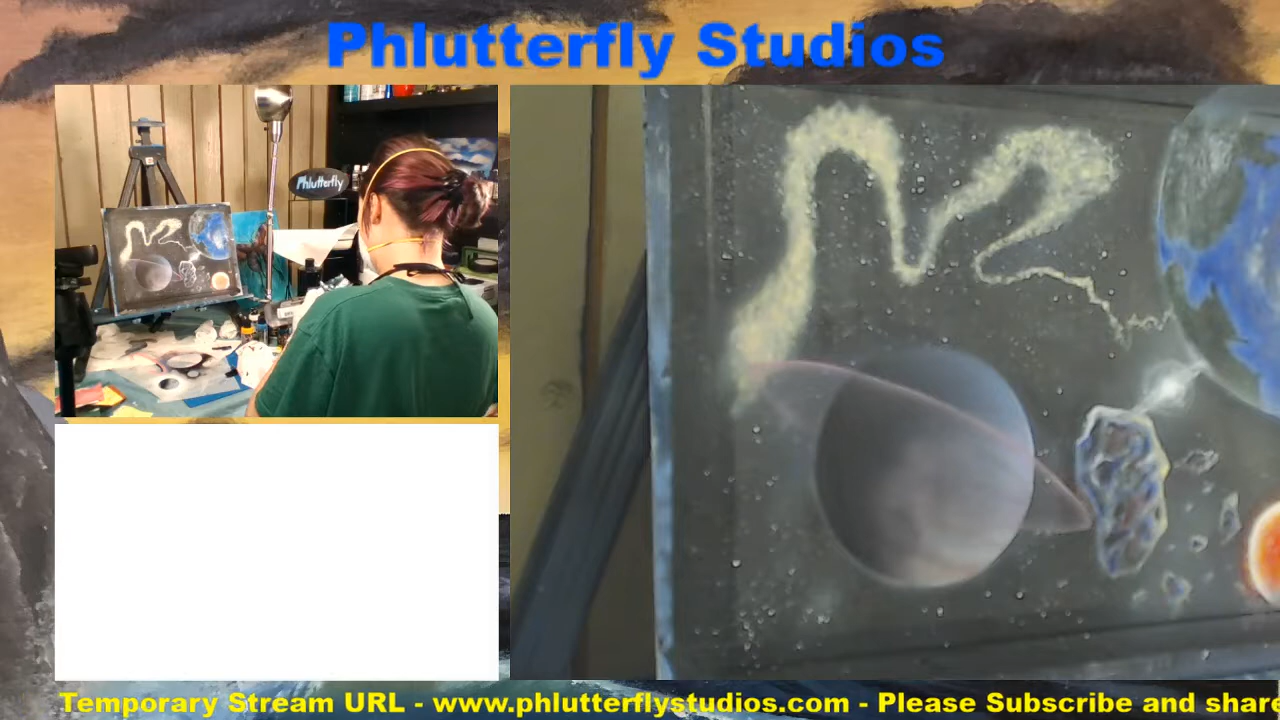 Phlutterfly Studios
Phlutterfly
Temporary Stream URL - www.phlutterflystudios.com - Please Subscribe and share